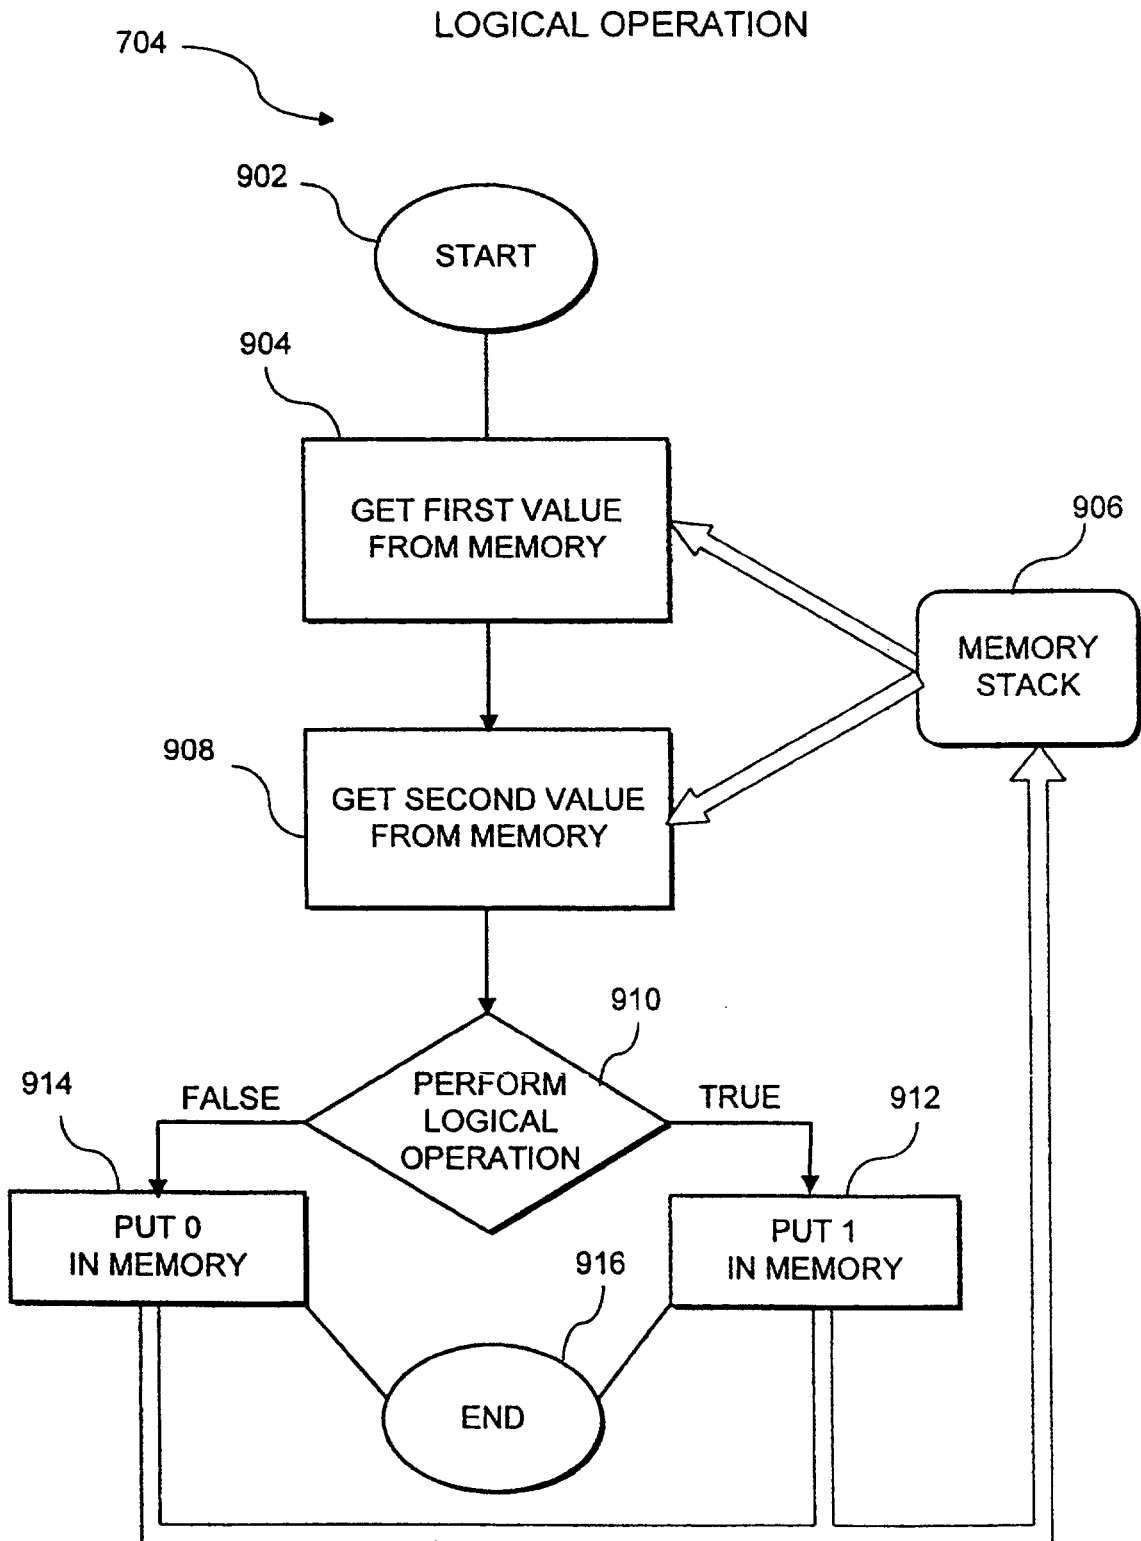 LOGICAL OPERATION
704
902
START
904
GET FIRST VALUE
FROM MEMORY
906
MEMORY
STACK
908
GET SECOND VALUE
FROM MEMORY
910
PERFORM
LOGICAL
OPERATION
FALSE
TRUE
914
912
PUT 0
IN MEMORY
PUT 1
IN MEMORY
916
END